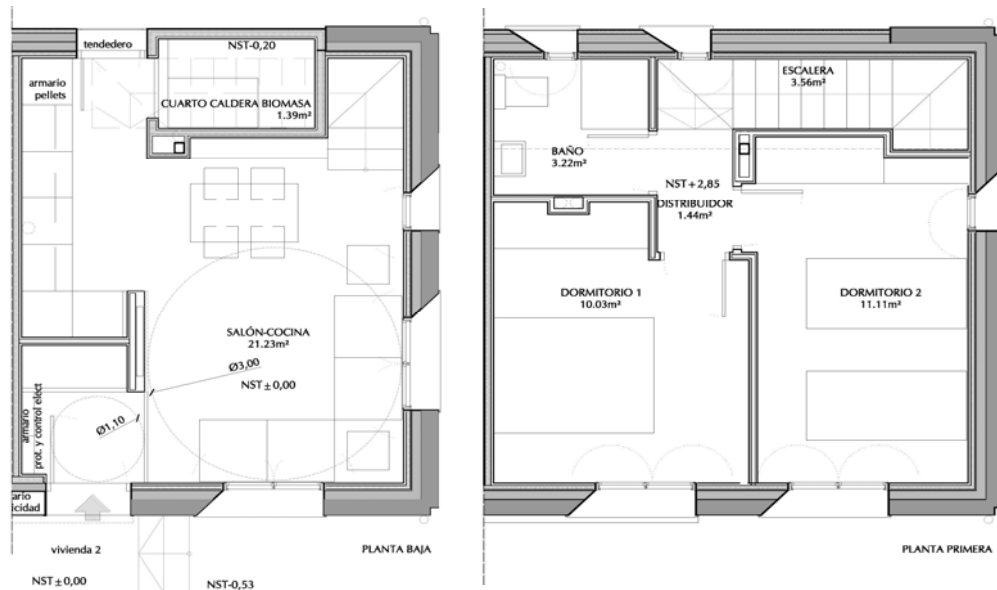 tendedero
NST-0,20
armario
pellets
CUARTO CALDERA BIOMASA
1.39m²
SALÓN-COCINA
21.23m²
Ø3,00
NST±0,00
Ø1,10
armario
prot. y control elect
ario
icidad
vivienda 2
PLANTA BAJA
NST±0,00
NST-0,53
ESCALERA
3.56m²
BAÑO
3.22m²
NST+2,85
DISTRIBUIDOR
1.44m²
DORMITORIO 1
10.03m²
DORMITORIO 2
11.11m²
PLANTA PRIMERA